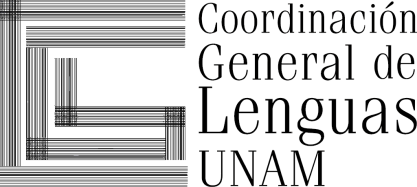 Coordinación
General de
Lenguas
UNAM